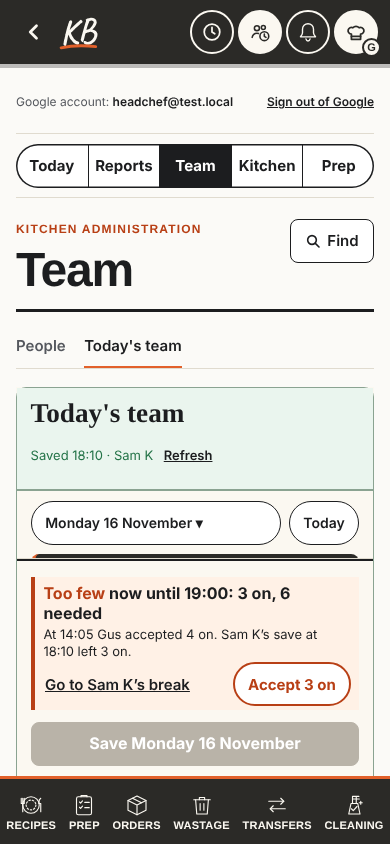 KB
G
Google account: headchef@test.local Sign out of Google
Today Reports Team Kitchen Prep
KITCHEN ADMINISTRATION
Team
Find
People Today's team
Today's team
Saved 18:10 · Sam K Refresh
Monday 16 November ▾ Today
Too few now until 19:00: 3 on, 6
needed
At 14:05 Gus accepted 4 on. Sam K’s save at
18:10 left 3 on.
Go to Sam K’s break Accept 3 on
Save Monday 16 November
RECIPES PREP ORDERS WASTAGE TRANSFERS CLEANING